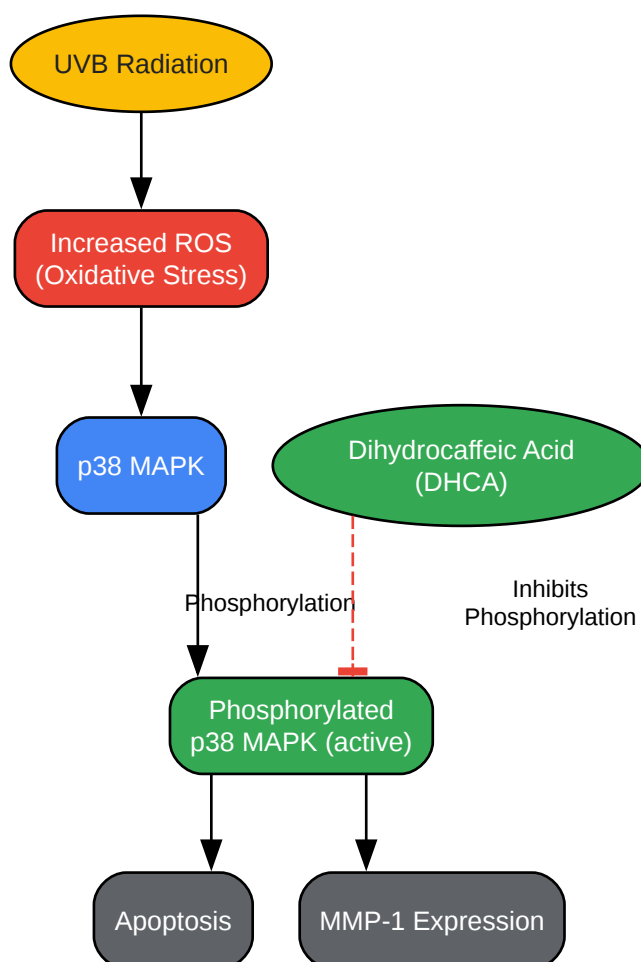 UVB Radiation
Increased ROS
(Oxidative Stress)
p38 MAPK
Dihydrocaffeic Acid
(DHCA)
Phosphorylation
Inhibits
Phosphorylation
Phosphorylated
p38 MAPK (active)
Apoptosis
MMP-1 Expression